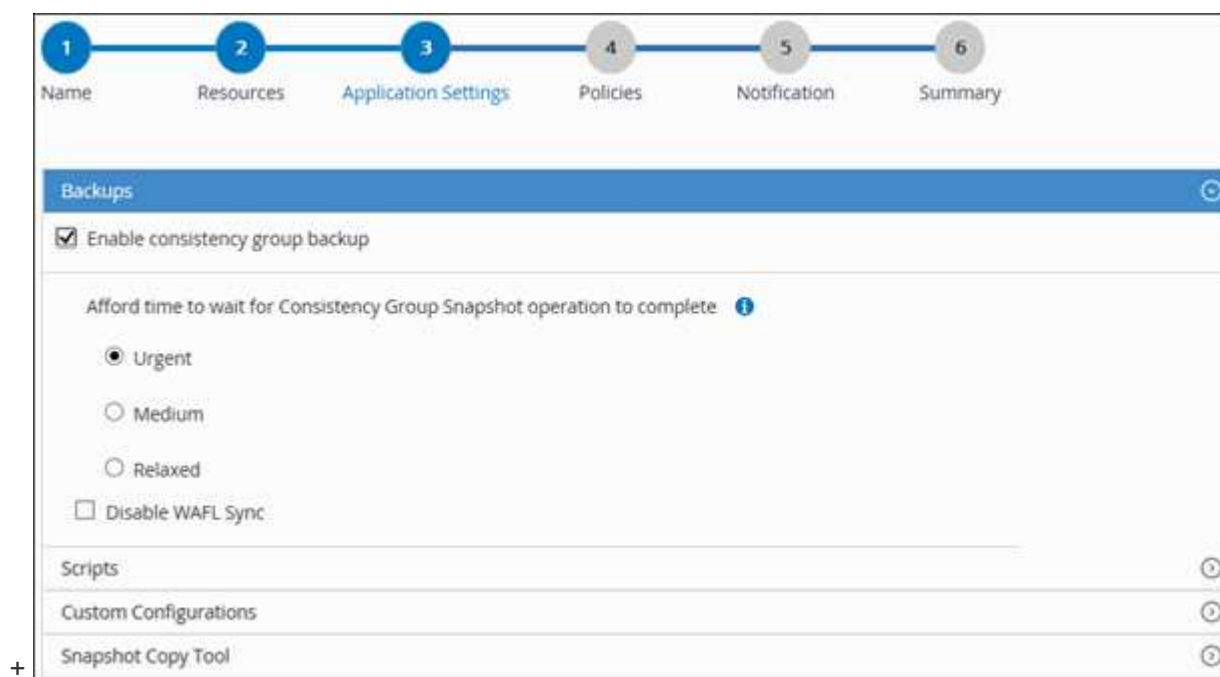 1 2 3 4 5 6
Name Resources Application Settings Policies Notification Summary
Backups
Enable consistency group backup
Afford time to wait for Consistency Group Snapshot operation to complete
Urgent
Medium
Relaxed
Disable WAFL Sync
Scripts
Custom Configurations
Snapshot Copy Tool
+